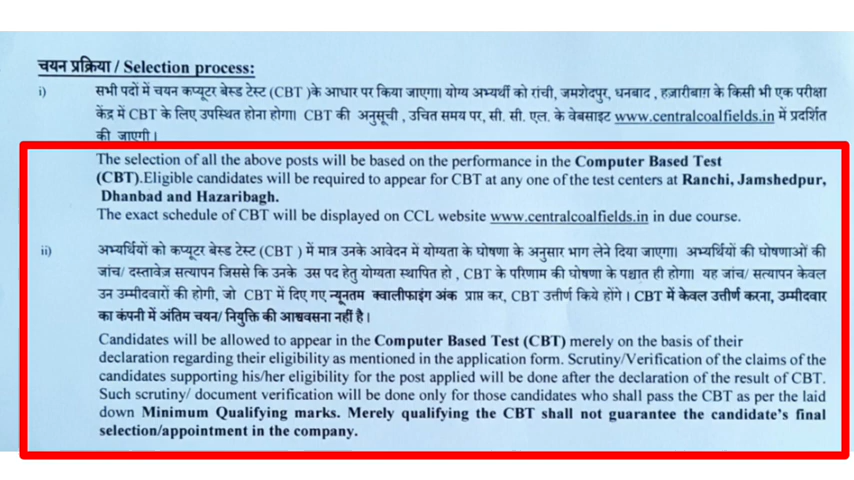 चयन प्रक्रिया / Selection process:
i) सभी पदों में चयन कप्यूटर बेस्ड टेस्ट (CBT )के आधार पर किया जाएगा। योग्य अभ्यर्थी को रांची, जमशेदपुर, धनबाद , हज़ारीबाग़ के किसी भी एक परीक्षा
केंद्र में CBT के लिए उपस्थित होना होगा। CBT की अनुसूची , उचित समय पर, सी. सी. एल. के वेबसाइट www.centralcoalfields.in में प्रदर्शित
की जाएगी।
The selection of all the above posts will be based on the performance in the Computer Based Test
(CBT).Eligible candidates will be required to appear for CBT at any one of the test centers at Ranchi, Jamshedpur,
Dhanbad and Hazaribagh.
The exact schedule of CBT will be displayed on CCL website www.centralcoalfields.in in due course.
ii) अभ्यर्थियों को कप्यूटर बेस्ड टेस्ट (CBT ) में मात्र उनके आवेदन में योग्यता के घोषणा के अनुसार भाग लेने दिया जाएगा। अभ्यर्थियों की घोषणाओं की
जांच/ दस्तावेज़ सत्यापन जिससे कि उनके उस पद हेतु योग्यता स्थापित हो , CBT के परिणाम की घोषणा के पश्चात ही होगा। यह जांच/ सत्यापन केवल
उन उम्मीदवारों की होगी, जो CBT में दिए गए न्यूनतम क्वालीफाइंग अंक प्राप्त कर, CBT उत्तीर्ण किये होंगे । CBT में केवल उत्तीर्ण करना, उम्मीदवार
का कंपनी में अंतिम चयन/ नियुक्ति की आश्ववसना नहीं है।
Candidates will be allowed to appear in the Computer Based Test (CBT) merely on the basis of their
declaration regarding their eligibility as mentioned in the application form. Scrutiny/Verification of the claims of the
candidates supporting his/her eligibility for the post applied will be done after the declaration of the result of CBT.
Such scrutiny/ document verification will be done only for those candidates who shall pass the CBT as per the laid
down Minimum Qualifying marks. Merely qualifying the CBT shall not guarantee the candidate's final
selection/appointment in the company.